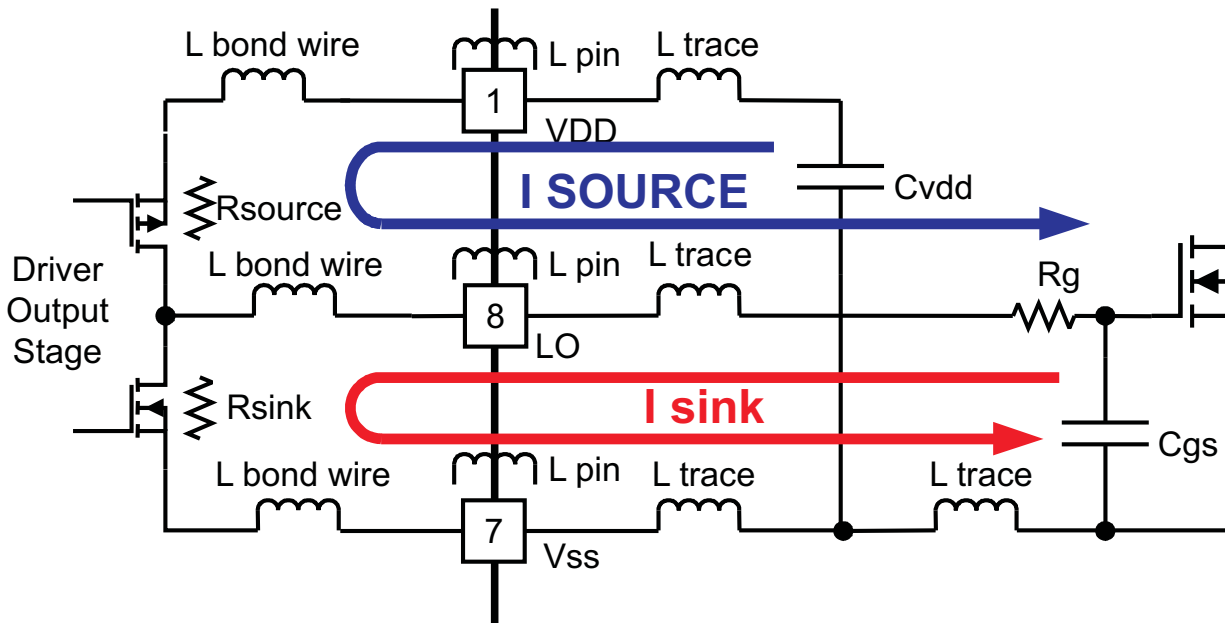 L bond wire
L pin
L trace
1
VDD
I SOURCE
Cvdd
Rsource
L bond wire
L pin
L trace
Driver
Output
Stage
8
LO
Rg
Rsink
I sink
Cgs
L bond wire
L pin
L trace
L trace
7
Vss